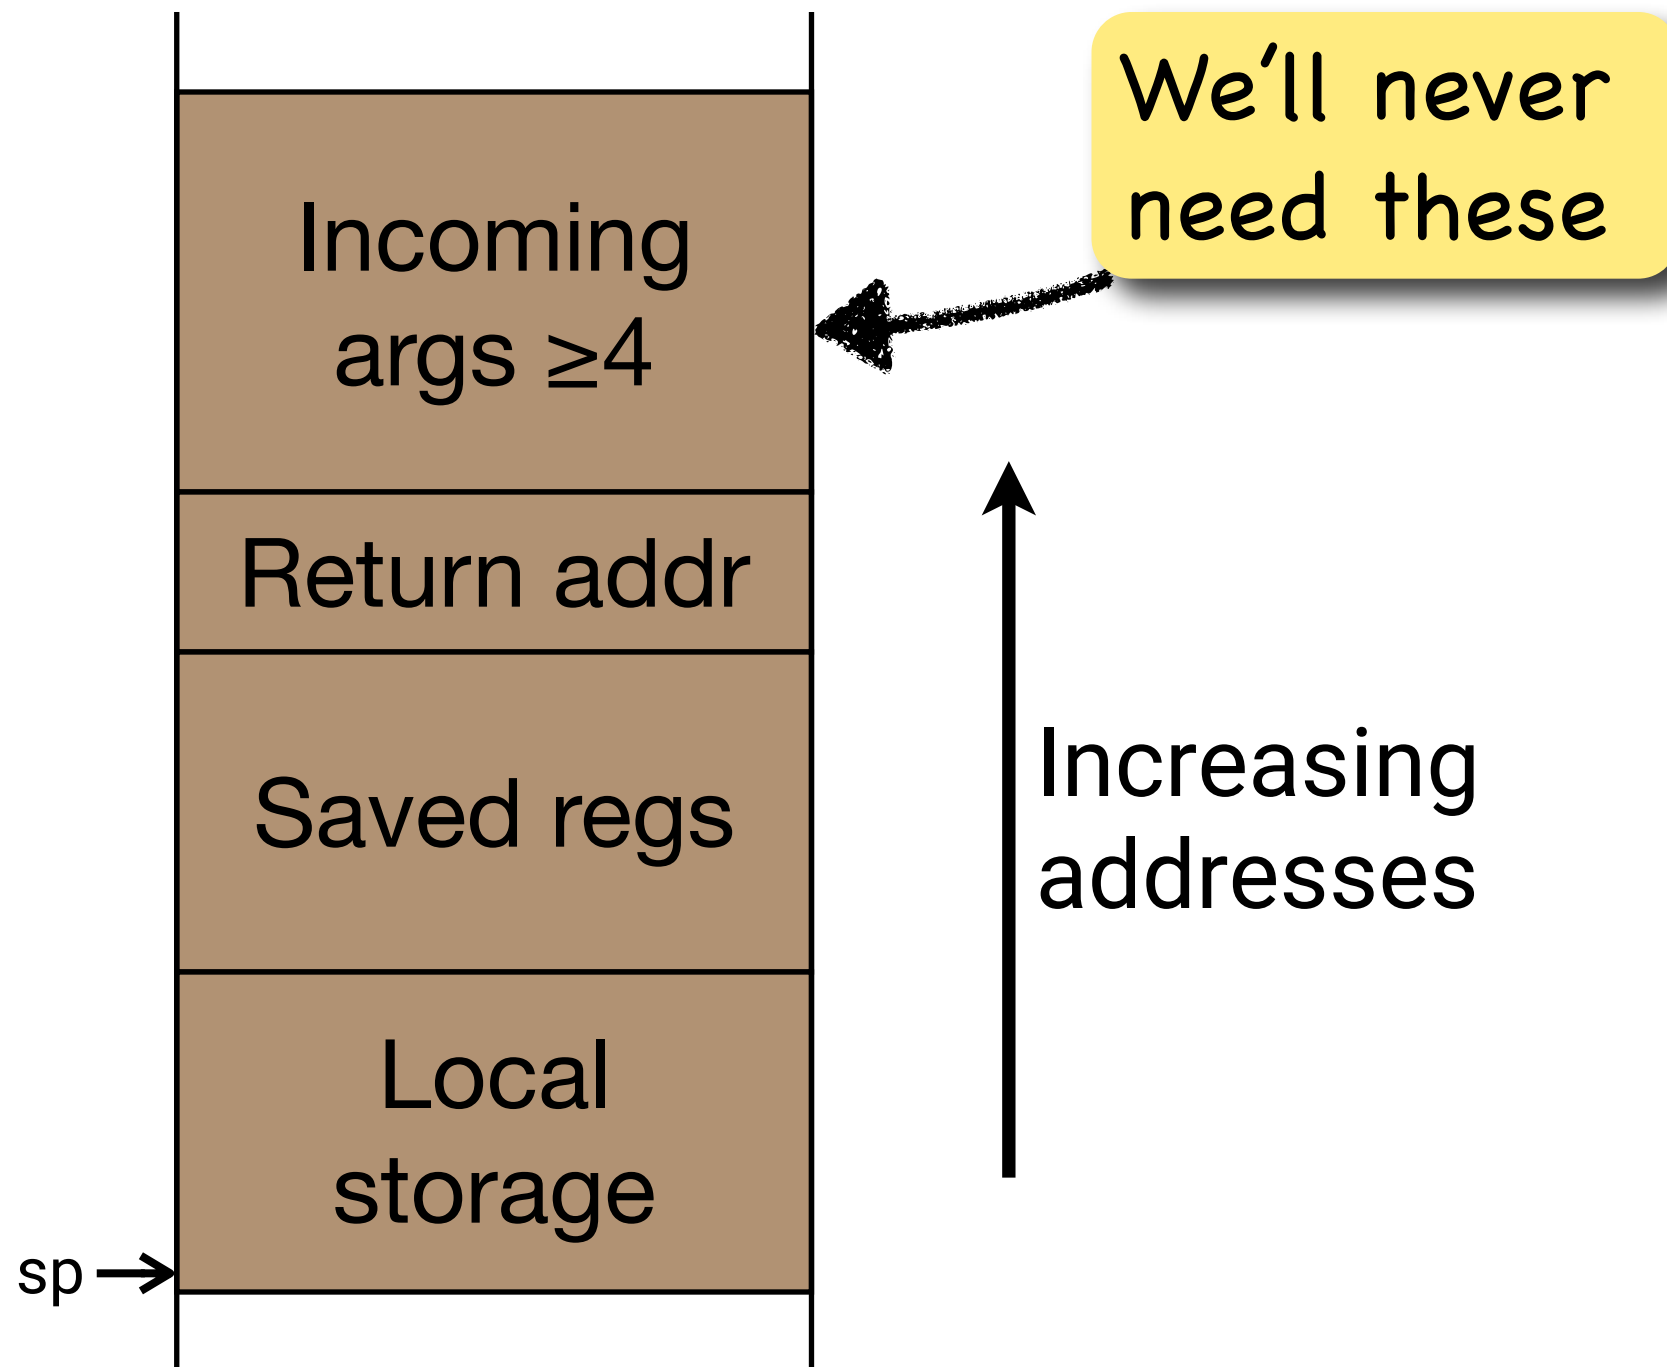 We'll never
need these
Incoming
args ≥4
Return addr
Saved regs
Increasing
addresses
Local
storage
sp